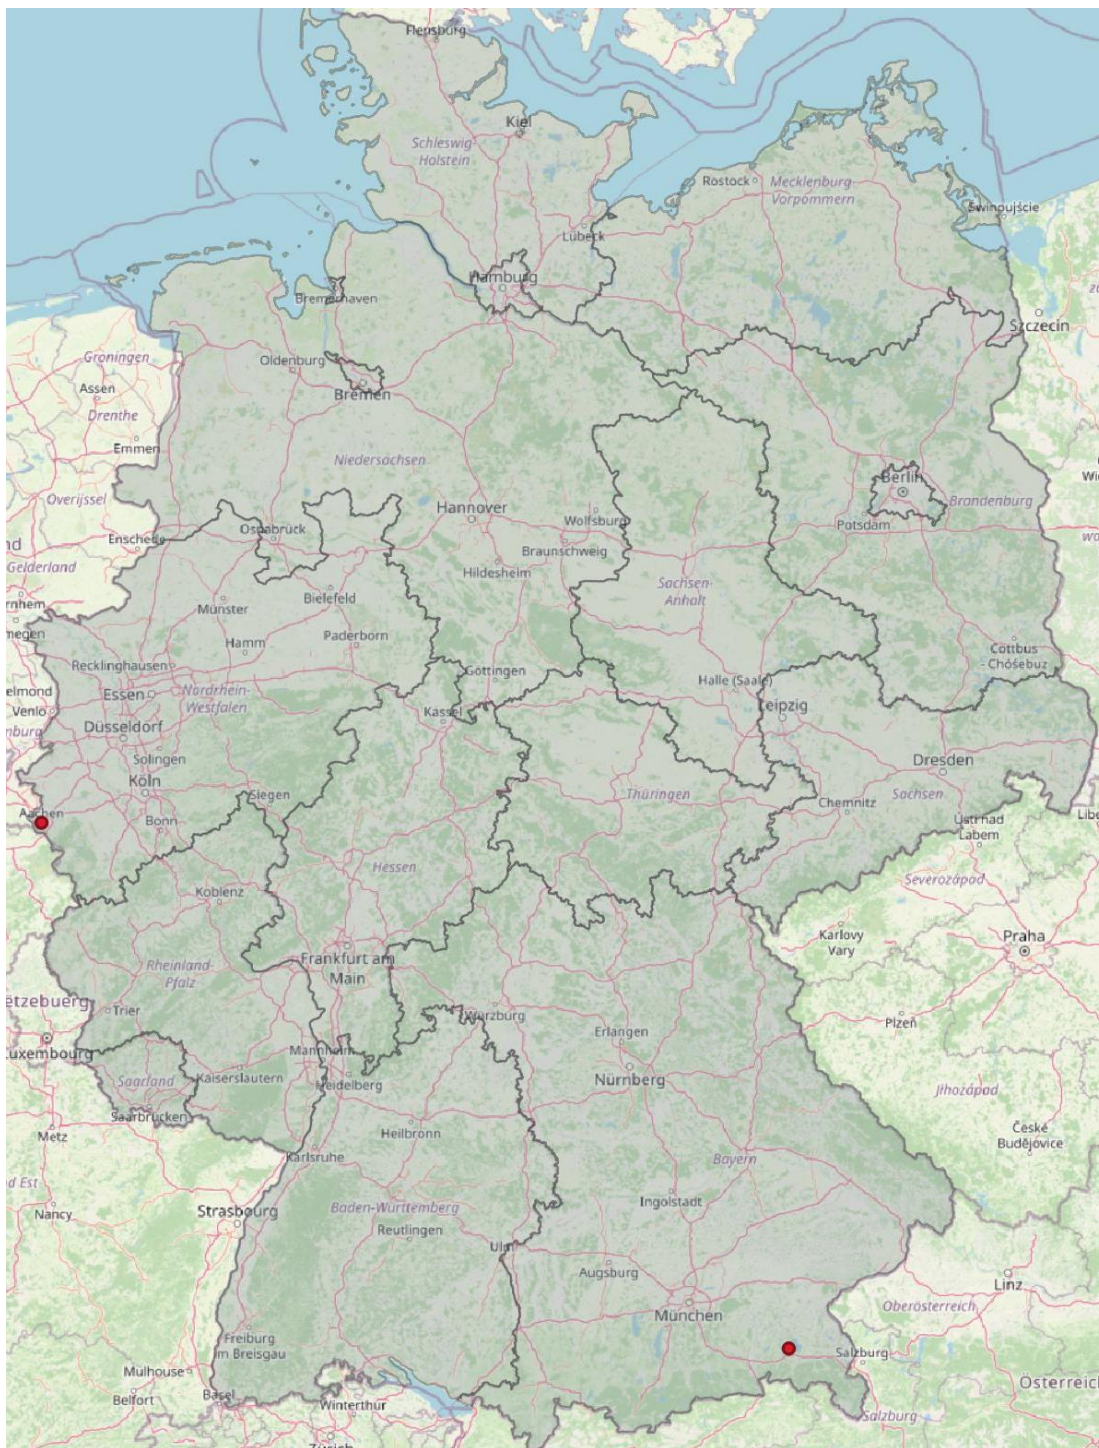 Flensburg
Kiel
Schleswig
Holstein
Rostock
Mecklenburg
Vorpommern
Świnoujście
Lübeck
Hamburg
Bremerhaven
Szczecin
Groningen
Oldenburg
Assen
Bremen
Drenthe
Emmen
Niedersachsen
Berlin
Overijssel
Brandenburg
Hannover
Wolfsburg
Potsdam
Osnabrück
Enschede
Braunschweig
Gelderland
Hildesheim
Sachsen-
Anhalt
Münster
Bielefeld
Hamm
Paderborn
Cottbus
- Chóśebuz
Recklinghausen
Göttingen
Halle (Saale)
Essen
Nordrhein-
Westfalen
Venlo
Kassel
Leipzig
Düsseldorf
Solingen
Dresden
Köln
Siegen
Thüringen
Sachsen
Chemnitz
Aachen
Bonn
Ústí nad
Labem
Hessen
Koblenz
Severozápad
Karlovy
Vary
Praha
Frankfurt am
Main
Rheinland-
Pfalz
Trier
Würzburg
Plzeň
Erlangen
Mannheim
Saarland
Kaiserslautern
Heidelberg
Nürnberg
Jihozápad
Saarbrücken
Metz
Heilbronn
České
Budějovice
Karlsruhe
Bayern
Nancy
Strasbourg
Baden-Württemberg
Ingolstadt
Reutlingen
Ulm
Augsburg
Linz
München
Oberösterreich
Freiburg
im Breisgau
Salzburg
Mulhouse
Österreich
Belfort
Basel
Winterthur
Salzburg